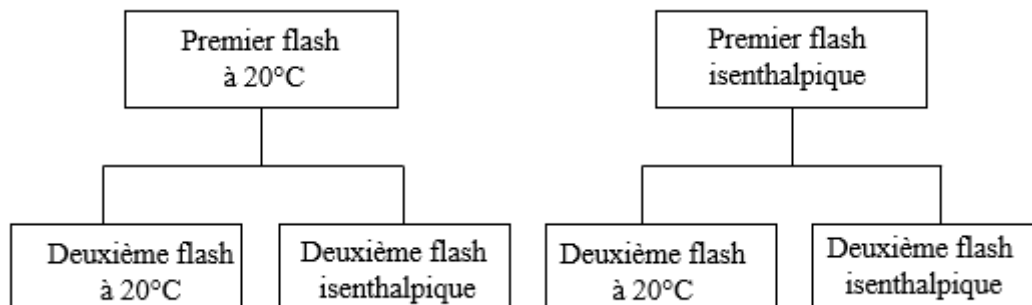 Premier flash
à 20°C
Premier flash
isenthalpique
Deuxième flash
à 20°C
Deuxième flash
isenthalpique
Deuxième flash
à 20°C
Deuxième flash
isenthalpique